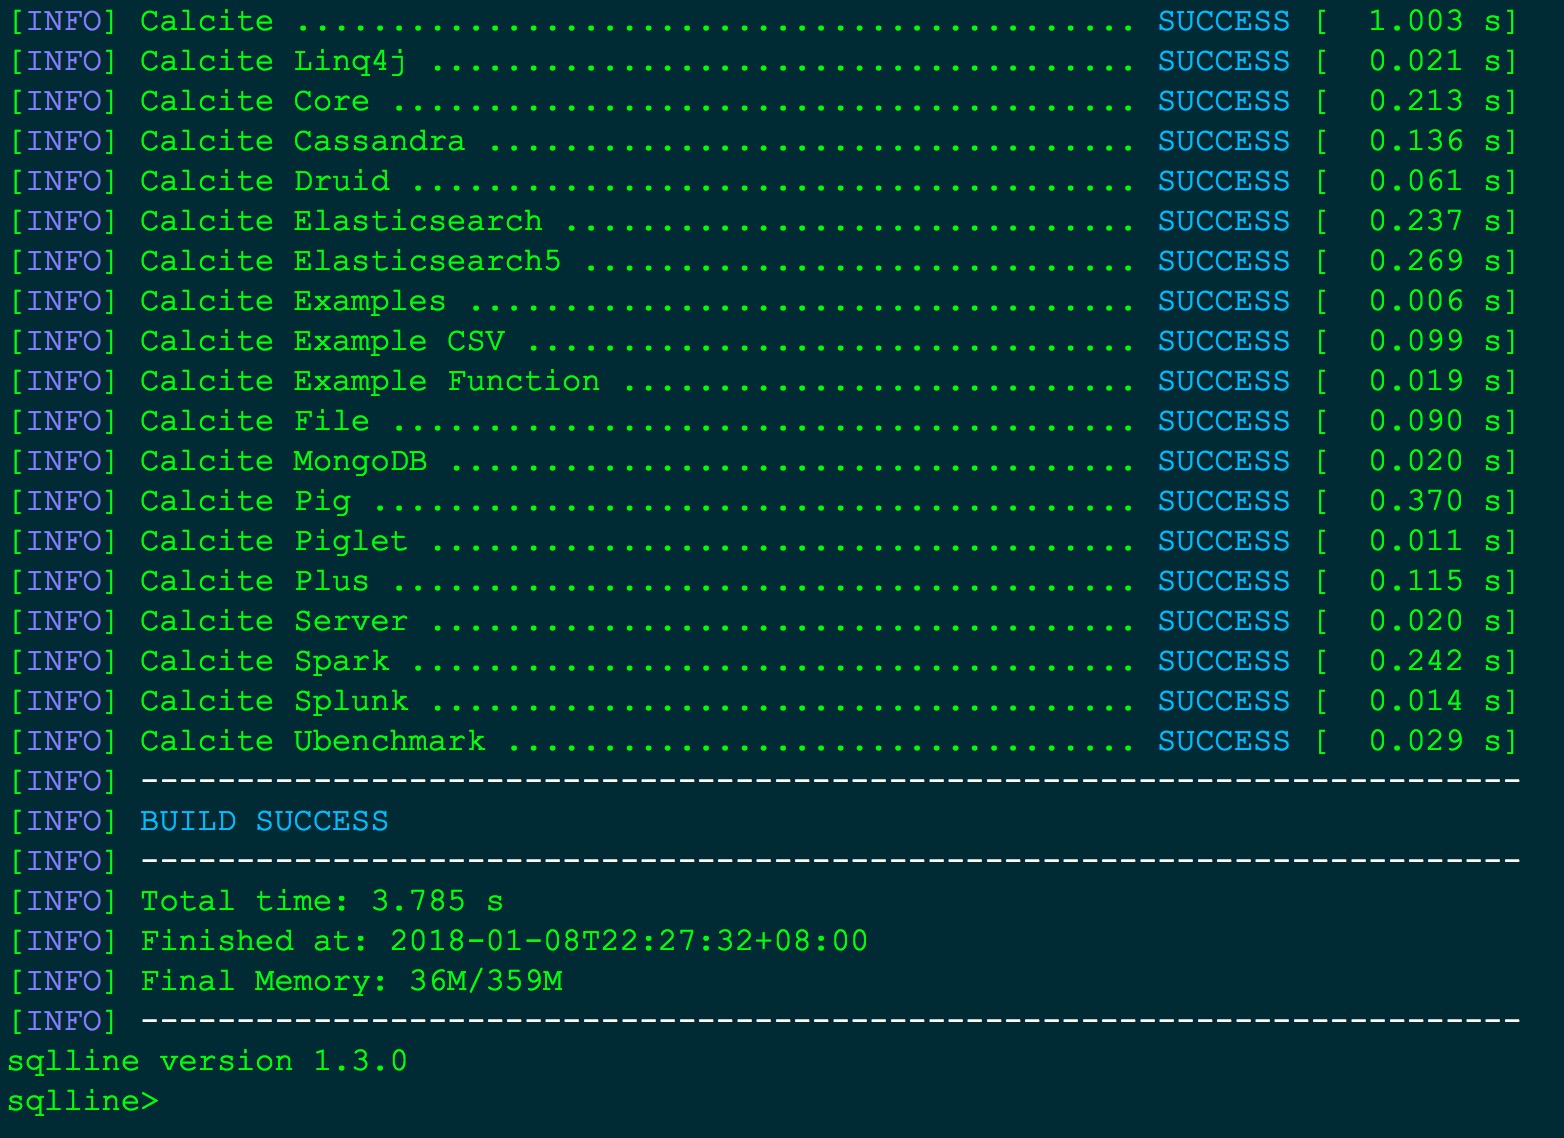 [INFO] Calcite ............................................ SUCCESS [  1.003 s]
[INFO] Calcite Linq4j ..................................... SUCCESS [  0.021 s]
[INFO] Calcite Core ....................................... SUCCESS [  0.213 s]
[INFO] Calcite Cassandra .................................. SUCCESS [  0.136 s]
[INFO] Calcite Druid ...................................... SUCCESS [  0.061 s]
[INFO] Calcite Elasticsearch .............................. SUCCESS [  0.237 s]
[INFO] Calcite Elasticsearch5 ............................. SUCCESS [  0.269 s]
[INFO] Calcite Examples ................................... SUCCESS [  0.006 s]
[INFO] Calcite Example CSV ................................ SUCCESS [  0.099 s]
[INFO] Calcite Example Function ........................... SUCCESS [  0.019 s]
[INFO] Calcite File ....................................... SUCCESS [  0.090 s]
[INFO] Calcite MongoDB .................................... SUCCESS [  0.020 s]
[INFO] Calcite Pig ........................................ SUCCESS [  0.370 s]
[INFO] Calcite Piglet ..................................... SUCCESS [  0.011 s]
[INFO] Calcite Plus ....................................... SUCCESS [  0.115 s]
[INFO] Calcite Server ..................................... SUCCESS [  0.020 s]
[INFO] Calcite Spark ...................................... SUCCESS [  0.242 s]
[INFO] Calcite Splunk ..................................... SUCCESS [  0.014 s]
[INFO] Calcite Ubenchmark ................................. SUCCESS [  0.029 s]
[INFO] ------------------------------------------------------------------------
[INFO] BUILD SUCCESS
[INFO] ------------------------------------------------------------------------
[INFO] Total time: 3.785 s
[INFO] Finished at: 2018-01-08T22:27:32+08:00
[INFO] Final Memory: 36M/359M
[INFO] ------------------------------------------------------------------------
sqlline version 1.3.0
sqlline>